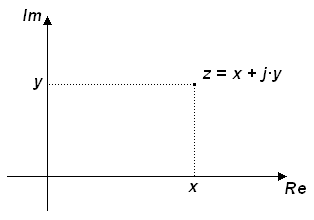 Im
z = x + j·y
y
x
Re